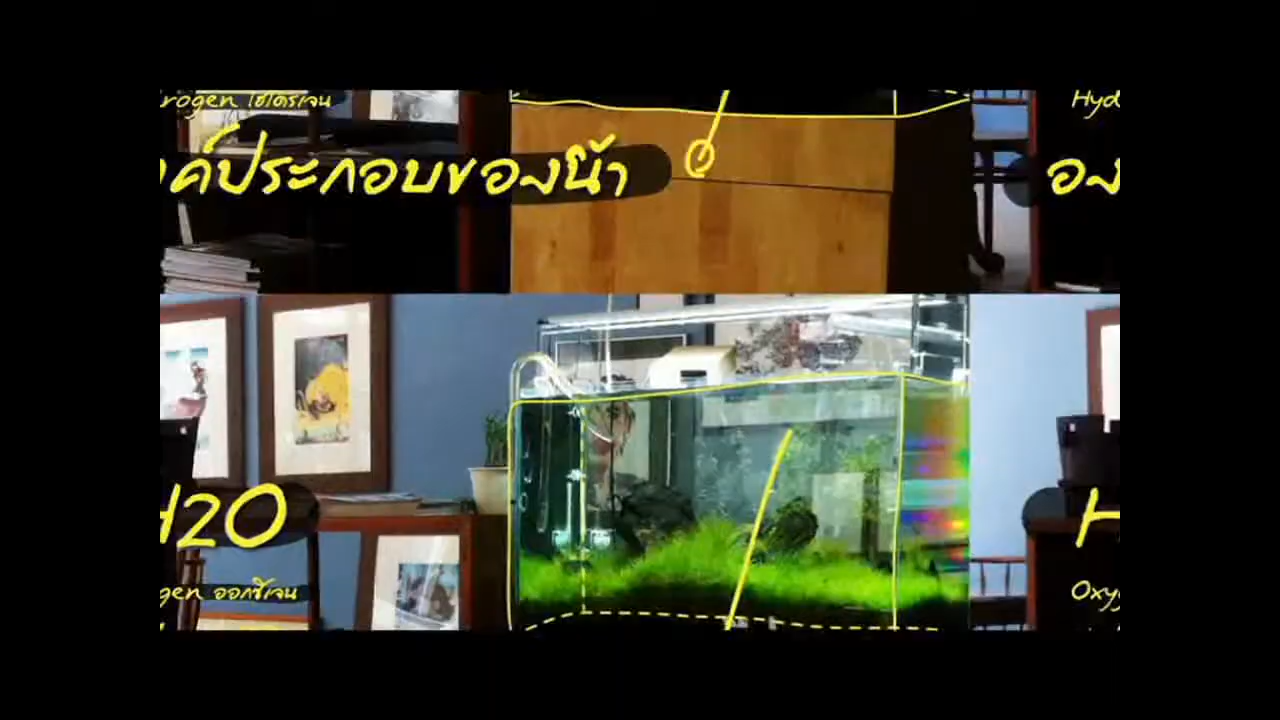 rogen ไฮโดรเจน
Hyd
ค์ประกอบของน้ำ
อง
H2O
H
gen ออกซิเจน
Oxy